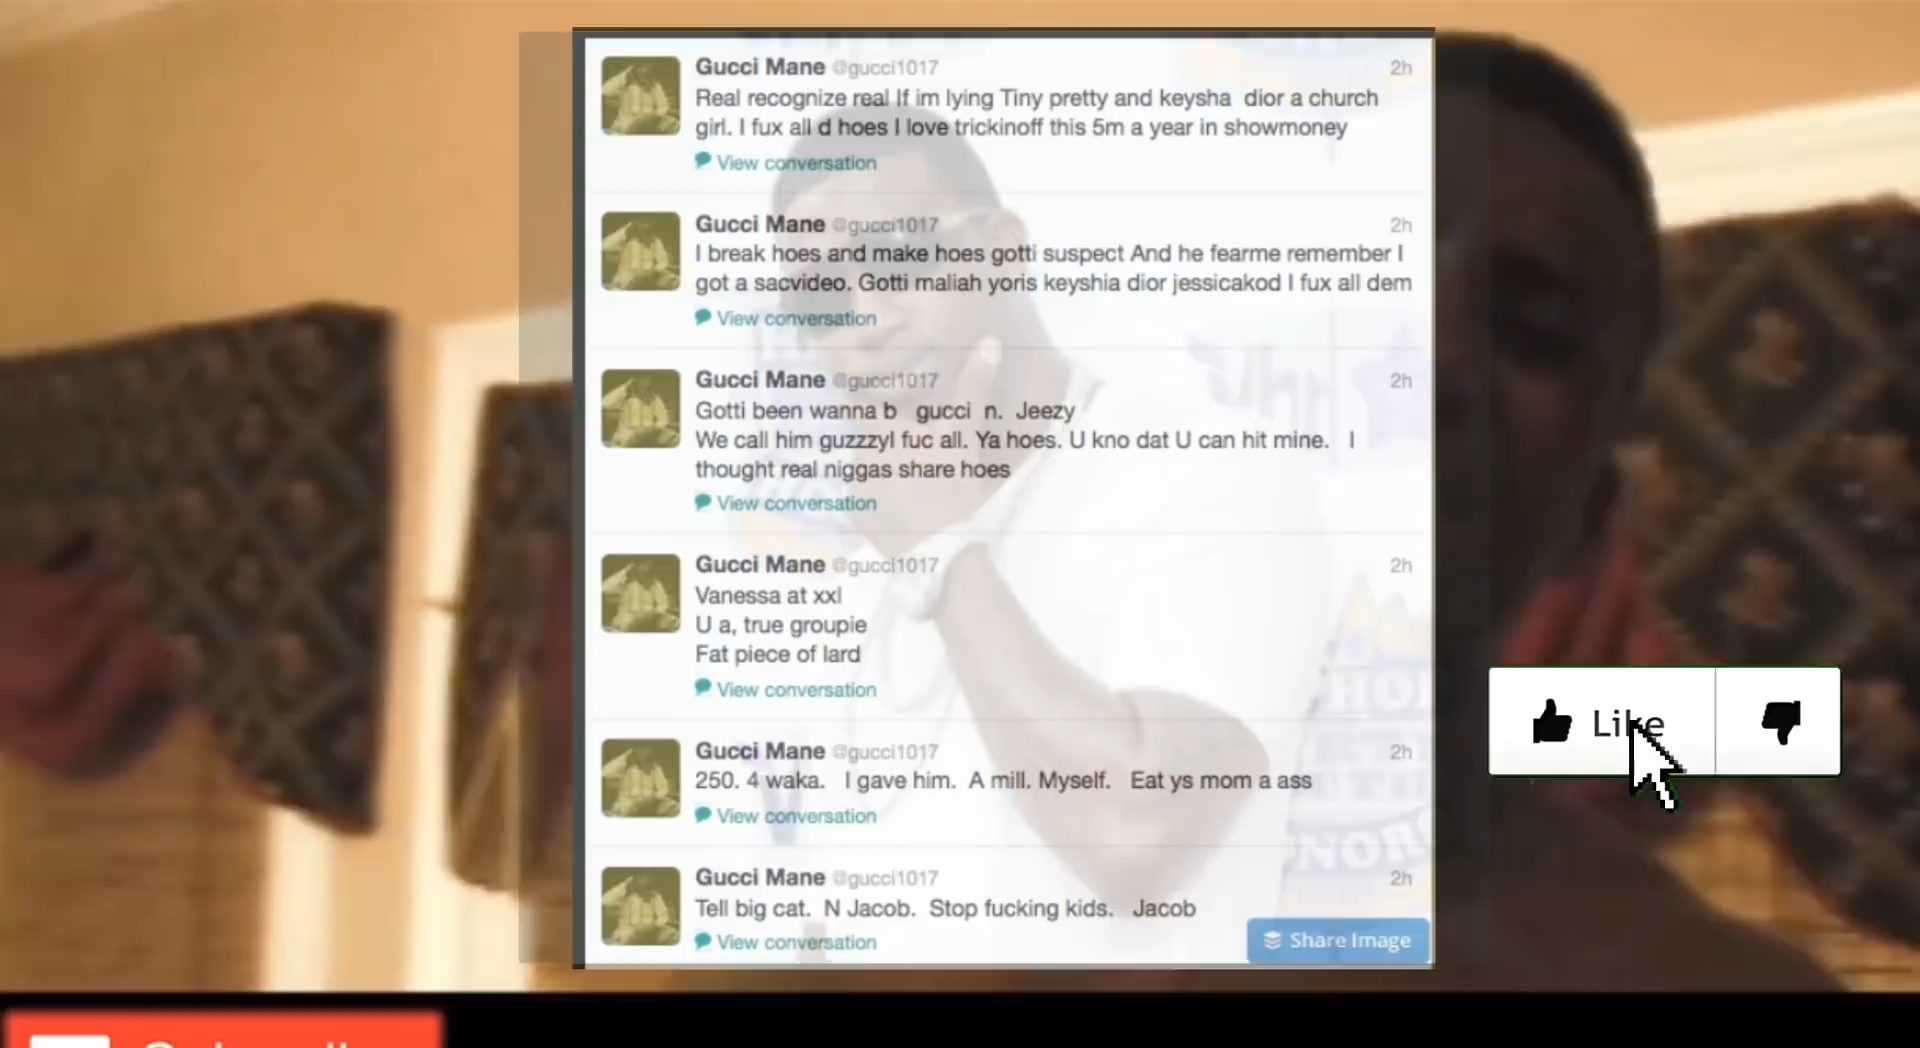 Gucci Mane @gucci1017 2h
Real recognize real If im lying Tiny pretty and keysha dior a church
girl. I fux all d hoes I love trickinoff this 5m a year in showmoney
View conversation
Gucci Mane @gucci1017 2h
I break hoes and make hoes gotti suspect And he fearme remember I
got a sacvideo. Gotti maliah yoris keyshia dior jessicakod I fux all dem
View conversation
Gucci Mane @gucci1017 2h
Gotti been wanna b gucci n. Jeezy
We call him guzzzyI fuc all. Ya hoes. U kno dat U can hit mine. I
thought real niggas share hoes
View conversation
Gucci Mane @gucci1017 2h
Vanessa at xxl
U a, true groupie
Fat piece of lard
View conversation
Like
Gucci Mane @gucci1017 2h
250. 4 waka. I gave him. A mill. Myself. Eat ys mom a ass
View conversation
Gucci Mane @gucci1017 2h
Tell big cat. N Jacob. Stop fucking kids. Jacob
View conversation
Share Image